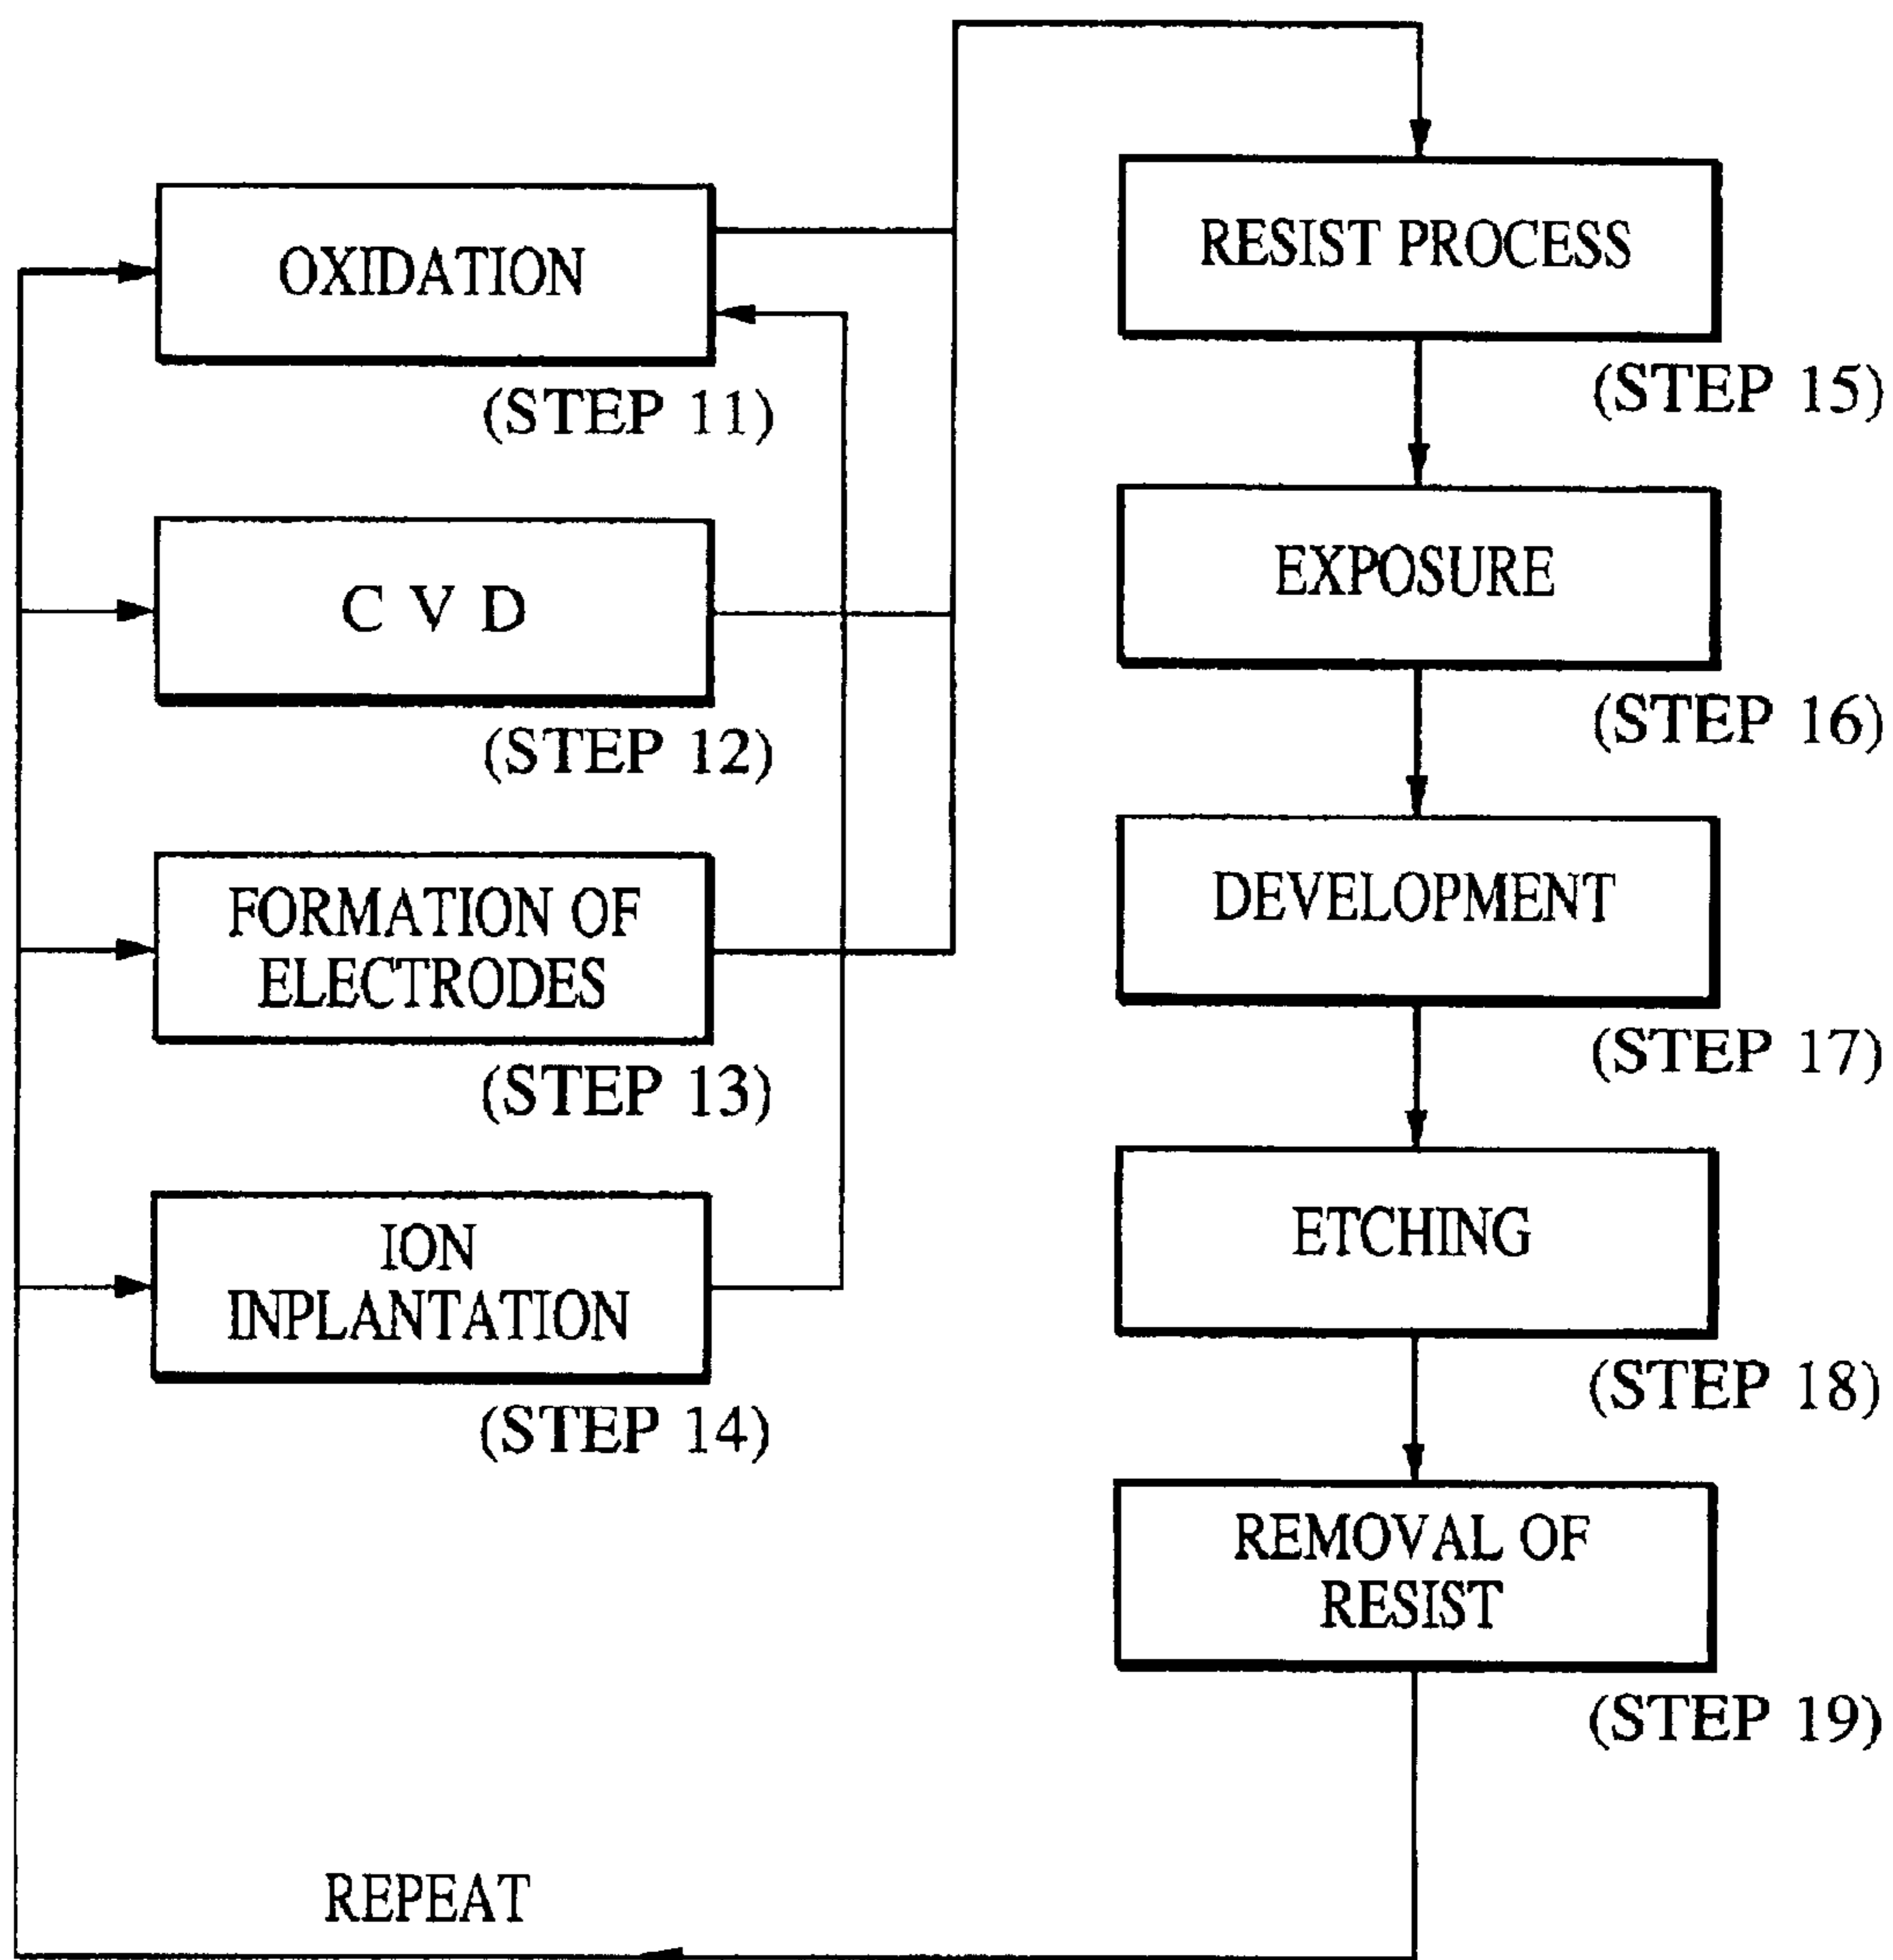 OXIDATION
(STEP 11)
C V D
(STEP 12)
FORMATION OF
ELECTRODES
(STEP 13)
ION
INPLANTATION
(STEP 14)
RESIST PROCESS
(STEP 15)
EXPOSURE
(STEP 16)
DEVELOPMENT
(STEP 17)
ETCHING
(STEP 18)
REMOVAL OF
RESIST
(STEP 19)
REPEAT